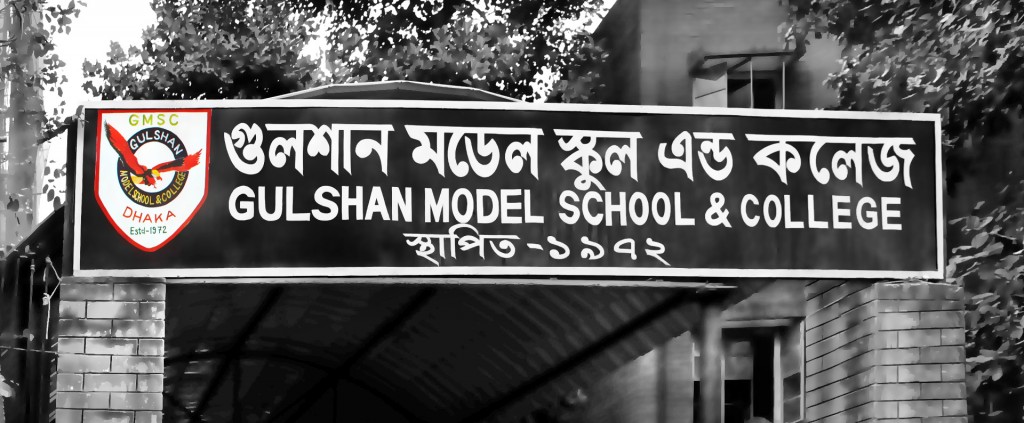 GMSC
GULSHAN
MODEL SCHOOL & COLLEGE
DHAKA
Estd-1972
গুলশান মডেল স্কুল এন্ড কলেজ
GULSHAN MODEL SCHOOL & COLLEGE
স্থাপিত -১৯৭২